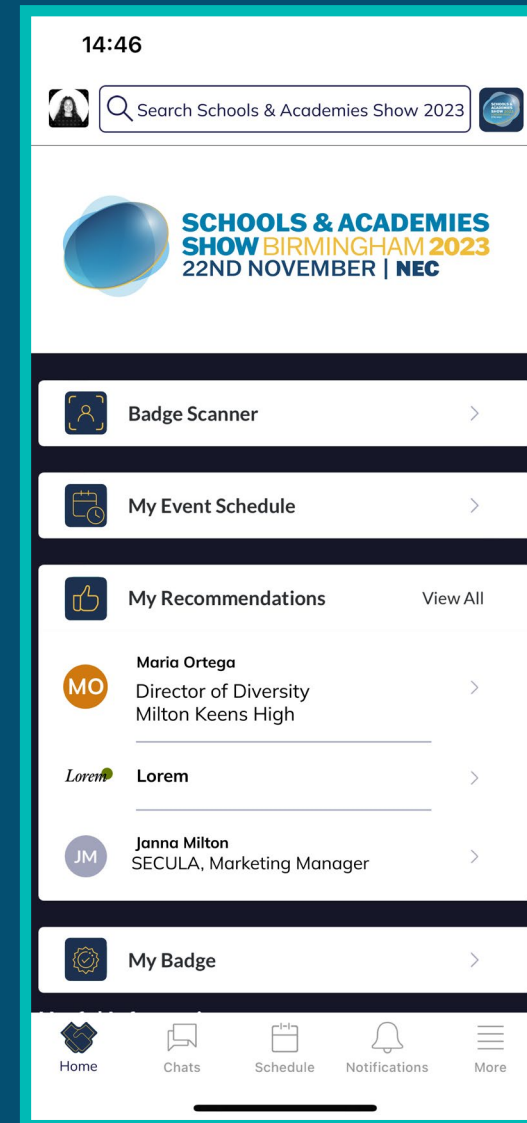 14:46
Search Schools & Academies Show 2023
SCHOOLS & ACADEMIES
SHOW BIRMINGHAM 2023
22ND NOVEMBER | NEC
Badge Scanner
My Event Schedule
My Recommendations View All
MO
Maria Ortega
Director of Diversity
Milton Keens High
Lorem Lorem
JM
Janna Milton
SECULA, Marketing Manager
My Badge
Home Chats Schedule Notifications More